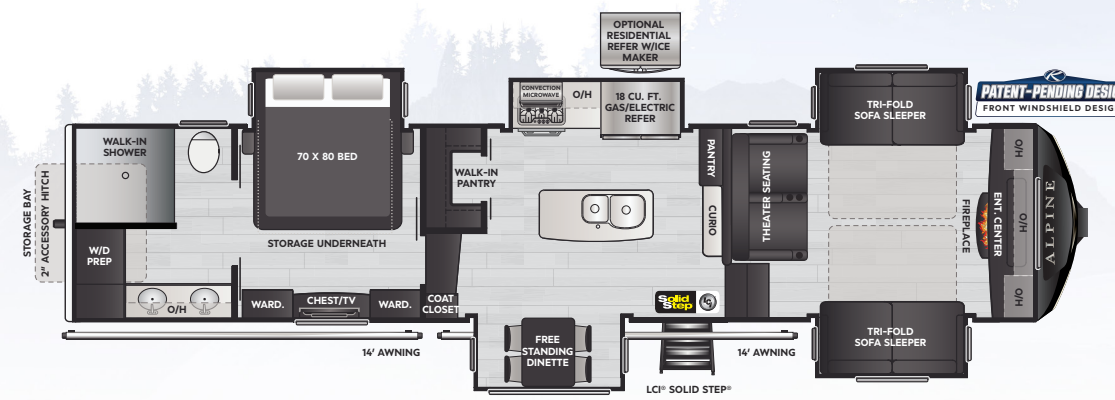 OPTIONAL
RESIDENTIAL
REFER W/ICE
MAKER
CONVECTION
MICROWAVE
O/H
18 CU. FT.
GAS/ELECTRIC
REFER
TRI-FOLD
SOFA SLEEPER
PATENT-PENDING DESIG
FRONT WINDSHIELD DESIG
WALK-IN
SHOWER
70 X 80 BED
WALK-IN
PANTRY
PANTRY
CURIO
THEATER SEATING
FIREPLACE
ENT. CENTER
O/H
O/H
O/H
ALPINE
STORAGE BAY
2" ACCESSORY HITCH
W/D
PREP
O/H
STORAGE UNDERNEATH
WARD.
CHEST/TV
WARD.
COAT
CLOSET
Solid
Step
LCI
FREE
STANDING
DINETTE
TRI-FOLD
SOFA SLEEPER
14' AWNING
14' AWNING
LCI® SOLID STEP®